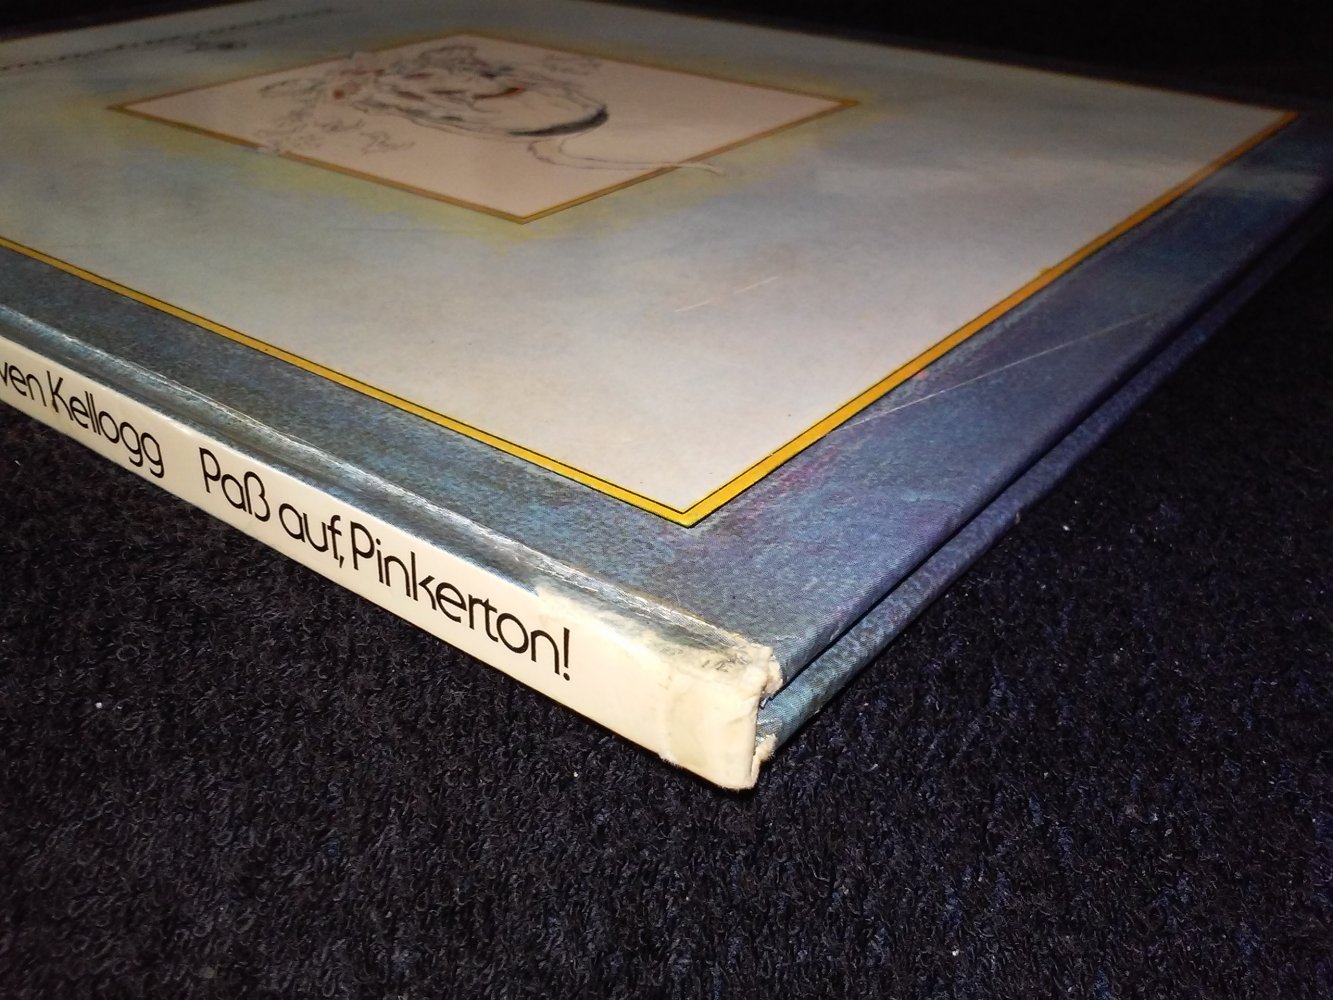 ven Kellogg Paß auf, Pinkerton!